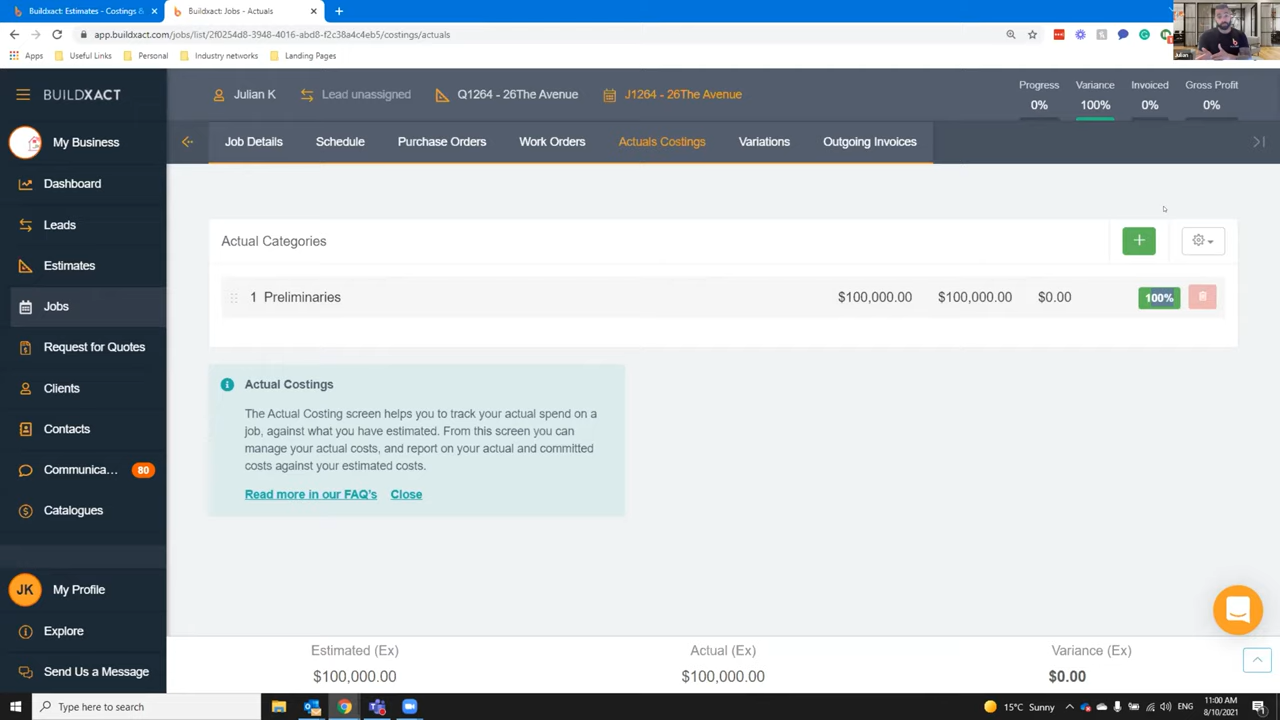 Buildxact: Estimates - Costings &
Buildxact: Jobs - Actuals
app.buildxact.com/jobs/list/2f0254d8-3948-4016-abd8-f2c38a4c4eb5/costings/actuals
Apps
Useful Links
Personal
Industry networks
Landing Pages
Julian
BUILDXACT
Julian K
Lead unassigned
Q1264 - 26The Avenue
J1264 - 26The Avenue
Progress
Variance
Invoiced
Gross Profit
0%
100%
0%
0%
My Business
Job Details
Schedule
Purchase Orders
Work Orders
Actuals Costings
Variations
Outgoing Invoices
Dashboard
Leads
Estimates
Jobs
Request for Quotes
Clients
Contacts
Communica... 80
Catalogues
JK My Profile
Explore
Send Us a Message
Actual Categories
1 Preliminaries $100,000.00 $100,000.00 $0.00 100%
Actual Costings
The Actual Costing screen helps you to track your actual spend on a
job, against what you have estimated. From this screen you can
manage your actual costs, and report on your actual and committed
costs against your estimated costs.
Read more in our FAQ's Close
Estimated (Ex) Actual (Ex) Variance (Ex)
$100,000.00 $100,000.00 $0.00
Type here to search
15°C Sunny
ENG
11:00 AM
8/10/2021